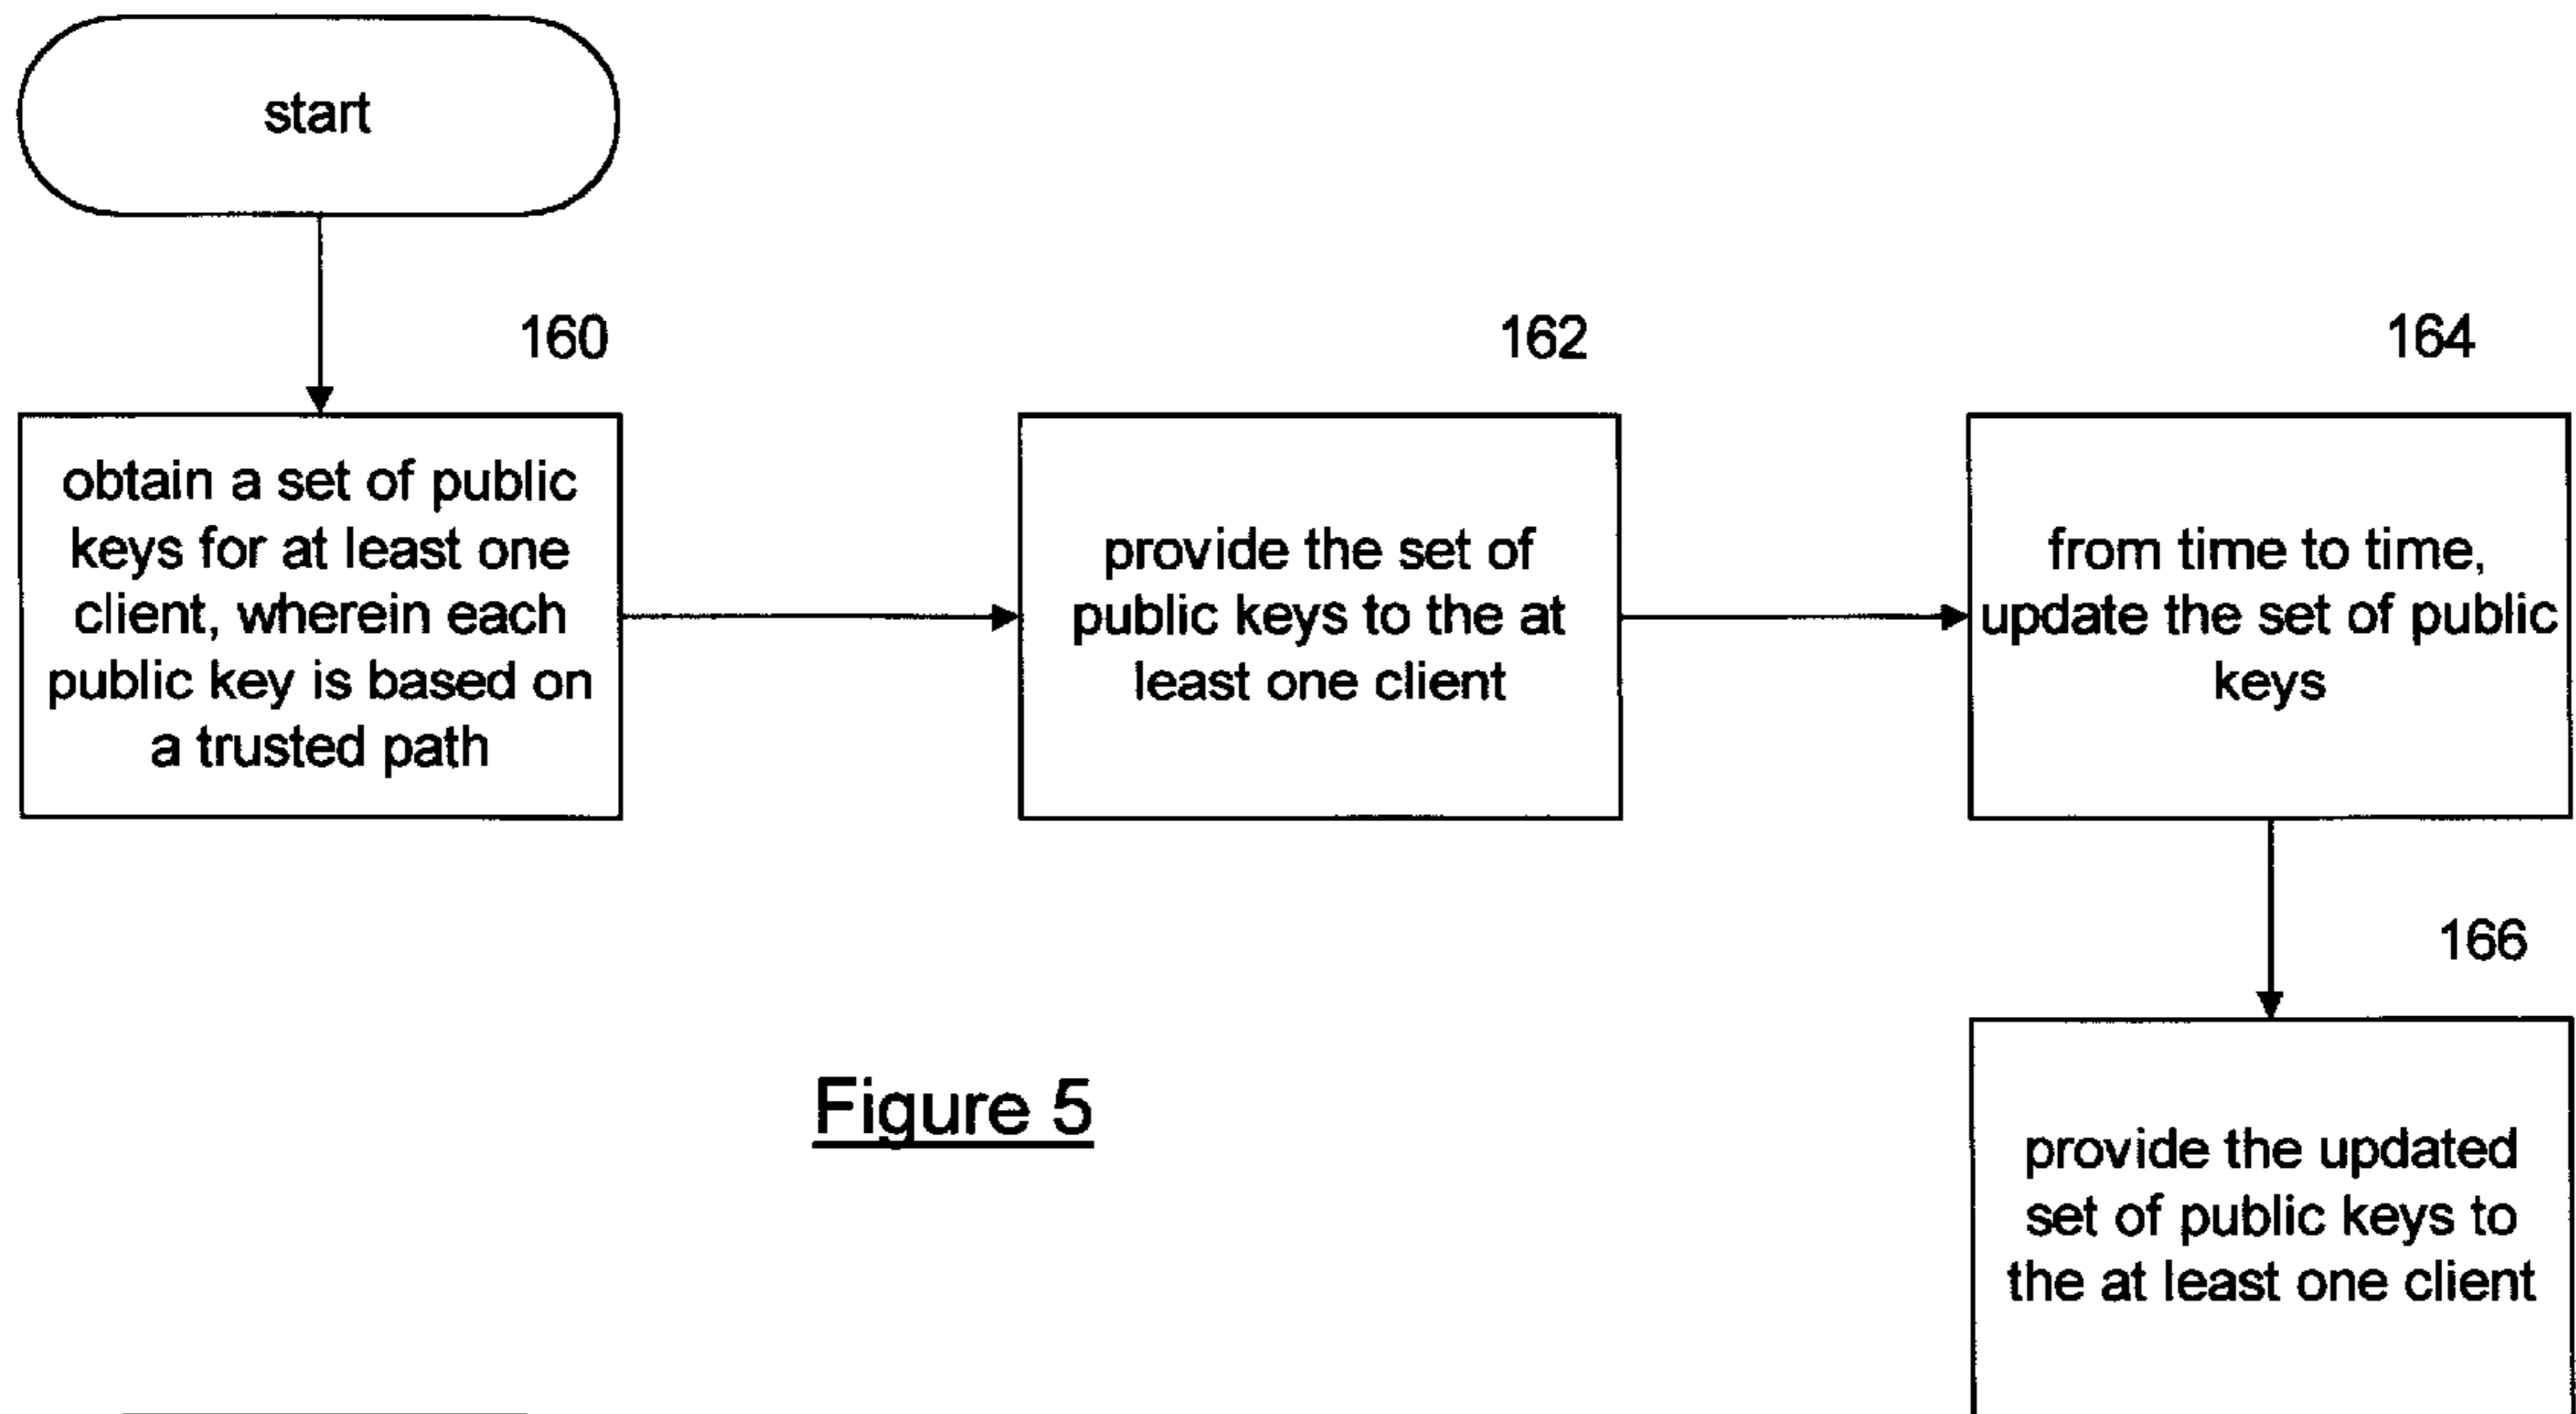 start
160
obtain a set of public
keys for at least one
client, wherein each
public key is based on
a trusted path
162
provide the set of
public keys to the at
least one client
164
from time to time,
update the set of public
keys
166
provide the updated
set of public keys to
the at least one client
Figure 5